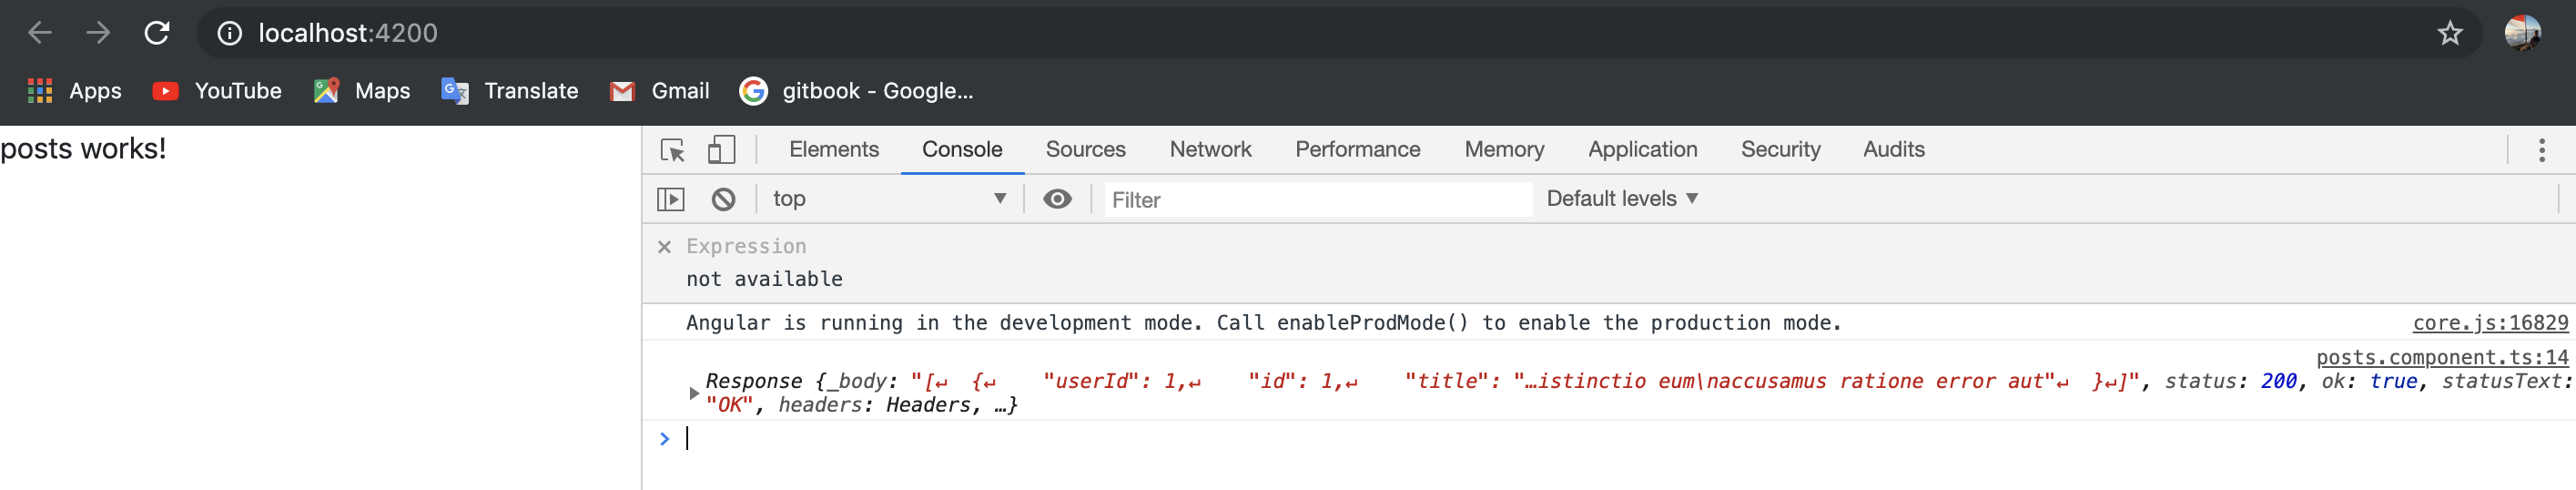 localhost:4200
Apps YouTube Maps Translate Gmail gitbook - Google...
posts works!
Elements Console Sources Network Performance Memory Application Security Audits
top Filter Default levels
Expression
not available
Angular is running in the development mode. Call enableProdMode() to enable the production mode. core.js:16829
posts.component.ts:14
Response {_body: "[↵  {↵    "userId": 1,↵    "id": 1,↵    "title": "…istinctio eum\naccusamus ratione error aut"↵  }↵]", status: 200, ok: true, statusText:
"OK", headers: Headers, …}